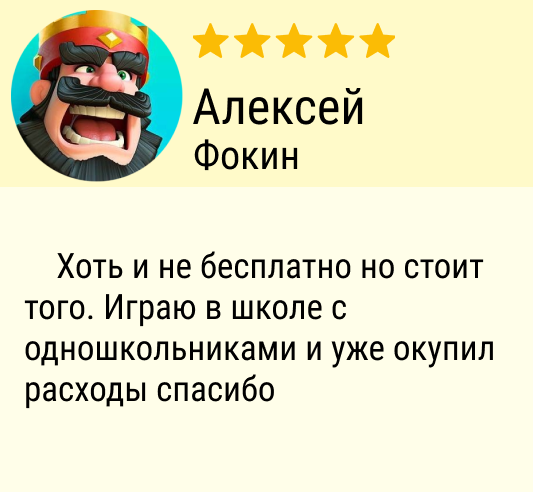 Алексей
Фокин
Хоть и не бесплатно но стоит
того. Играю в школе с
одношкольниками и уже окупил
расходы спасибо